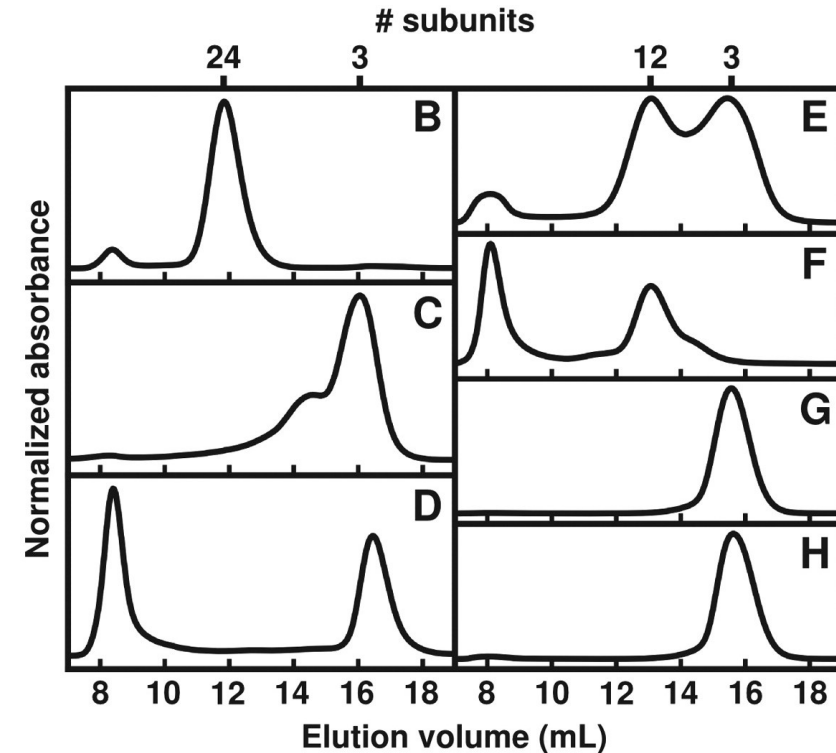 # subunits
24 3 12 3
B E
C F
D G
H
Normalized absorbance
8 10 12 14 16 18 8 10 12 14 16 18
Elution volume (mL)